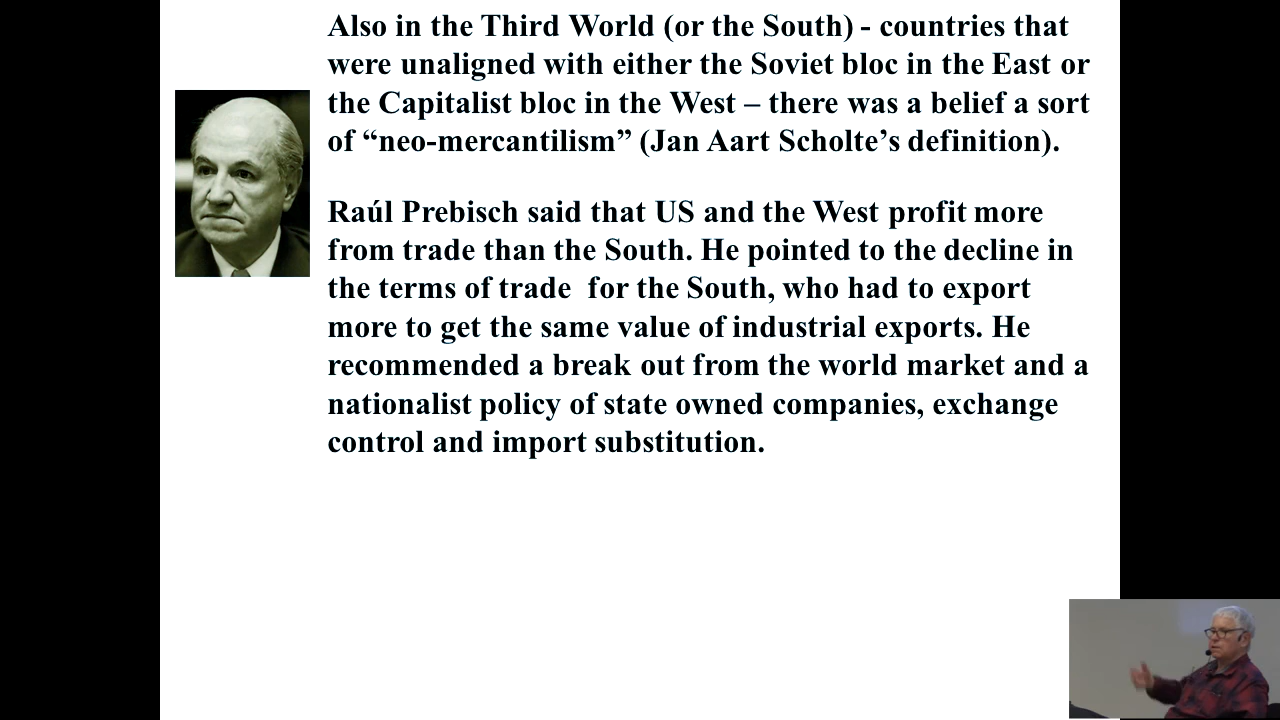 Also in the Third World (or the South) - countries that
were unaligned with either the Soviet bloc in the East or
the Capitalist bloc in the West – there was a belief a sort
of “neo-mercantilism” (Jan Aart Scholte’s definition).
Raúl Prebisch said that US and the West profit more
from trade than the South. He pointed to the decline in
the terms of trade  for the South, who had to export
more to get the same value of industrial exports. He
recommended a break out from the world market and a
nationalist policy of state owned companies, exchange
control and import substitution.